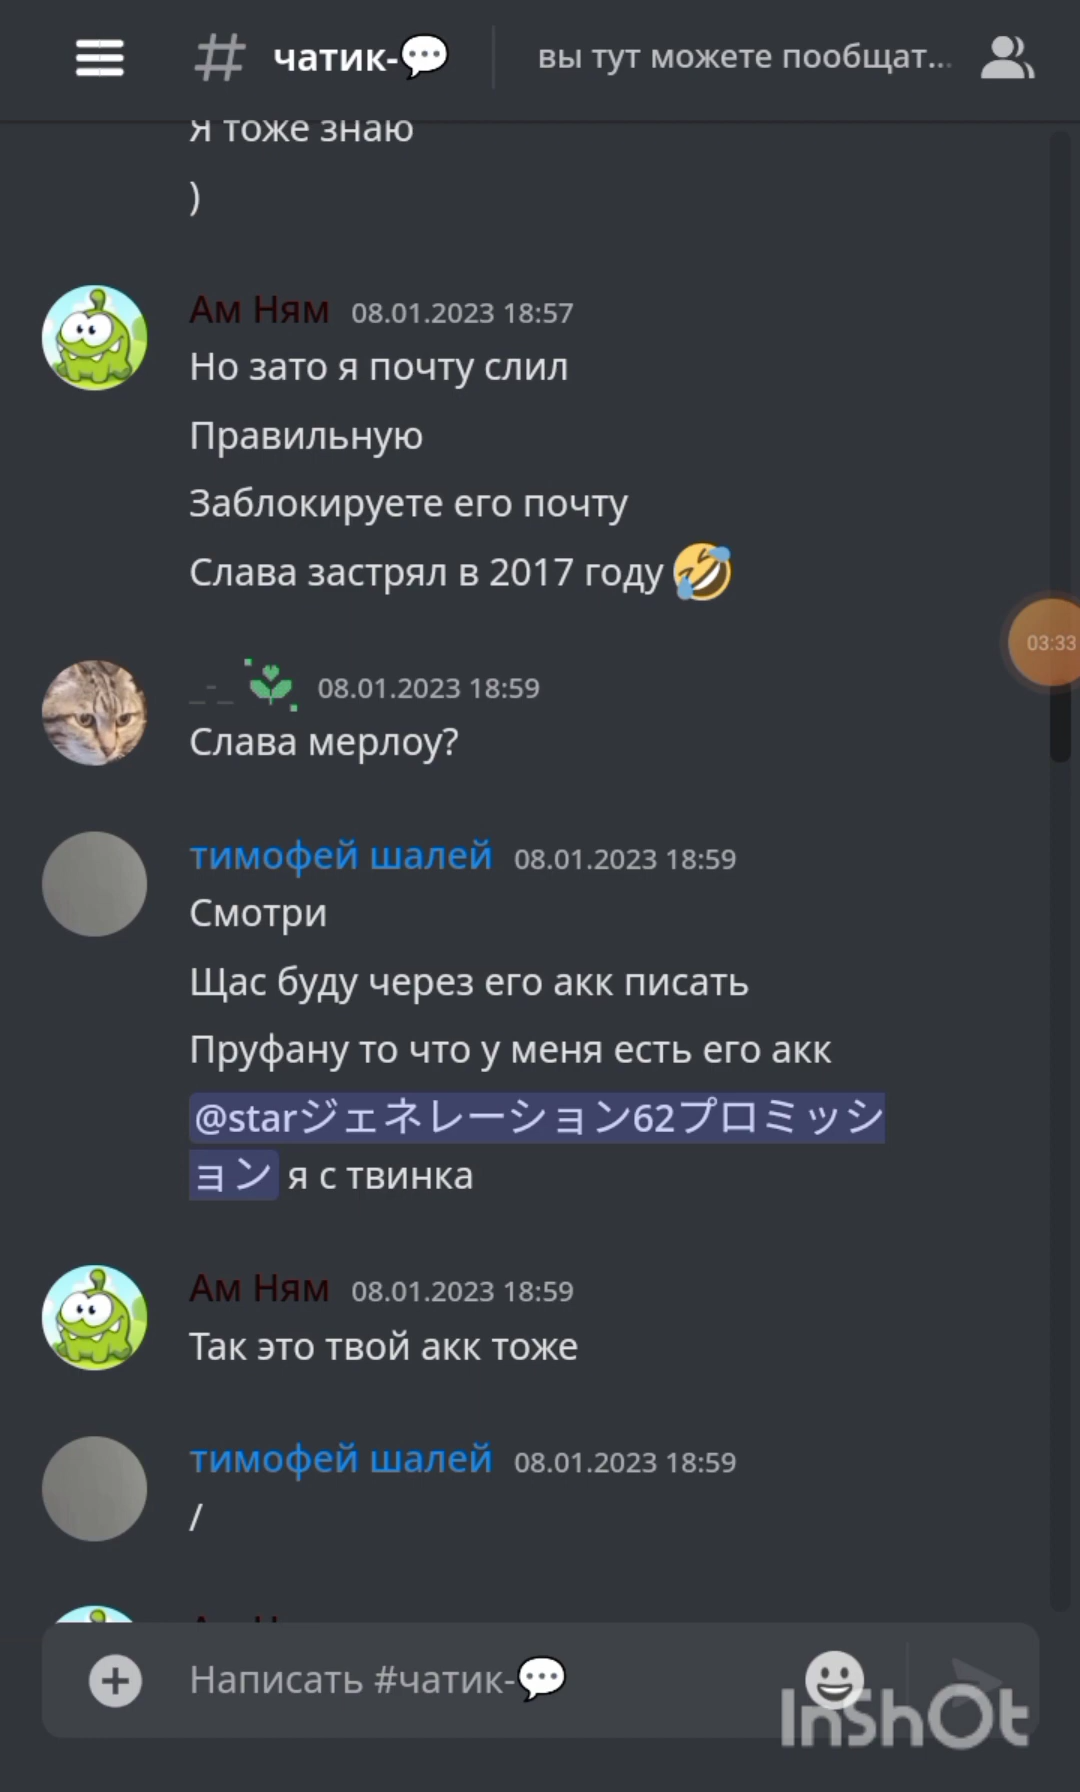 # чатик-💬 вы тут можете пообщат...
Я тоже знаю
)
Ам Ням 08.01.2023 18:57
Но зато я почту слил
Правильную
Заблокируете его почту
Слава застрял в 2017 году 🤣
_-_ 08.01.2023 18:59
Слава мерлоу?
тимофей шалей 08.01.2023 18:59
Смотри
Щас буду через его акк писать
Пруфану то что у меня есть его акк
@starジェネレーション62プロミッシ
ョン я с твинка
03:33
Ам Ням 08.01.2023 18:59
Так это твой акк тоже
тимофей шалей 08.01.2023 18:59
/
Написать #чатик-💬
InShOt